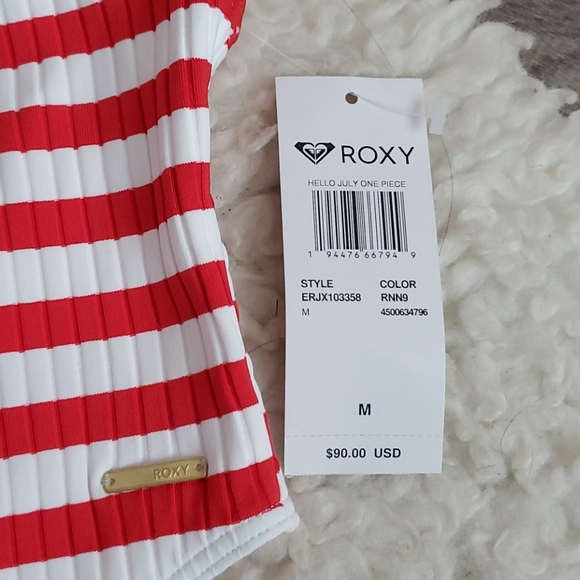 ROXY
HELLO JULY ONE PIECE
1 94476 66794 9
STYLE COLOR
ERJX103358 RNN9
M 4500634796
M
$90.00 USD
ROXY